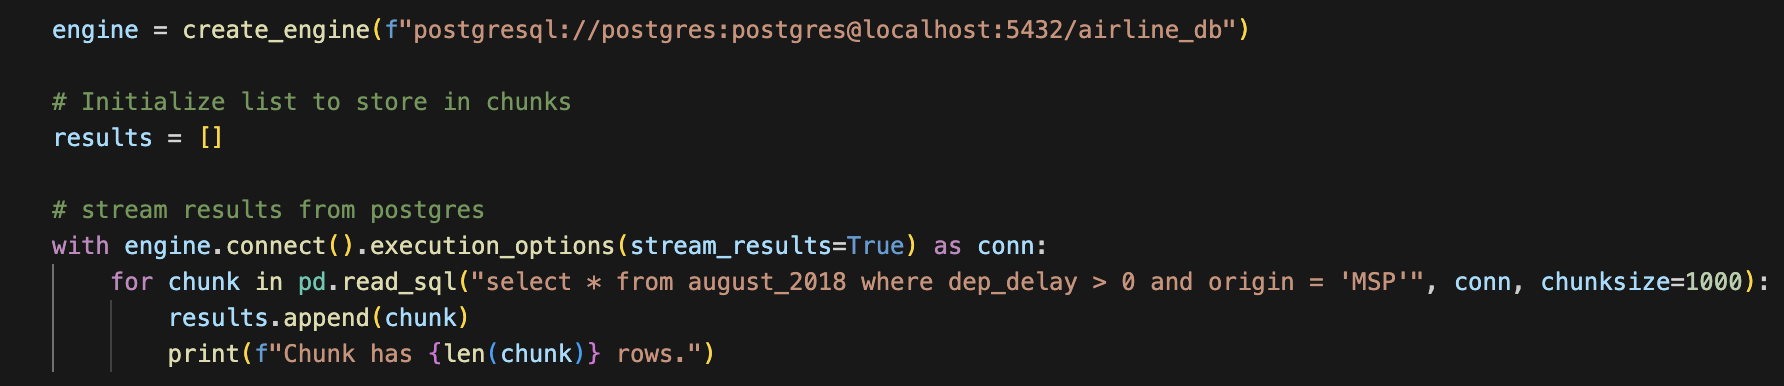 engine = create_engine(f"postgresql://postgres:postgres@localhost:5432/airline_db")
# Initialize list to store in chunks
results = []
# stream results from postgres
with engine.connect().execution_options(stream_results=True) as conn:
for chunk in pd.read_sql("select * from august_2018 where dep_delay > 0 and origin = 'MSP'", conn, chunksize=1000):
results.append(chunk)
print(f"Chunk has {len(chunk)} rows.")